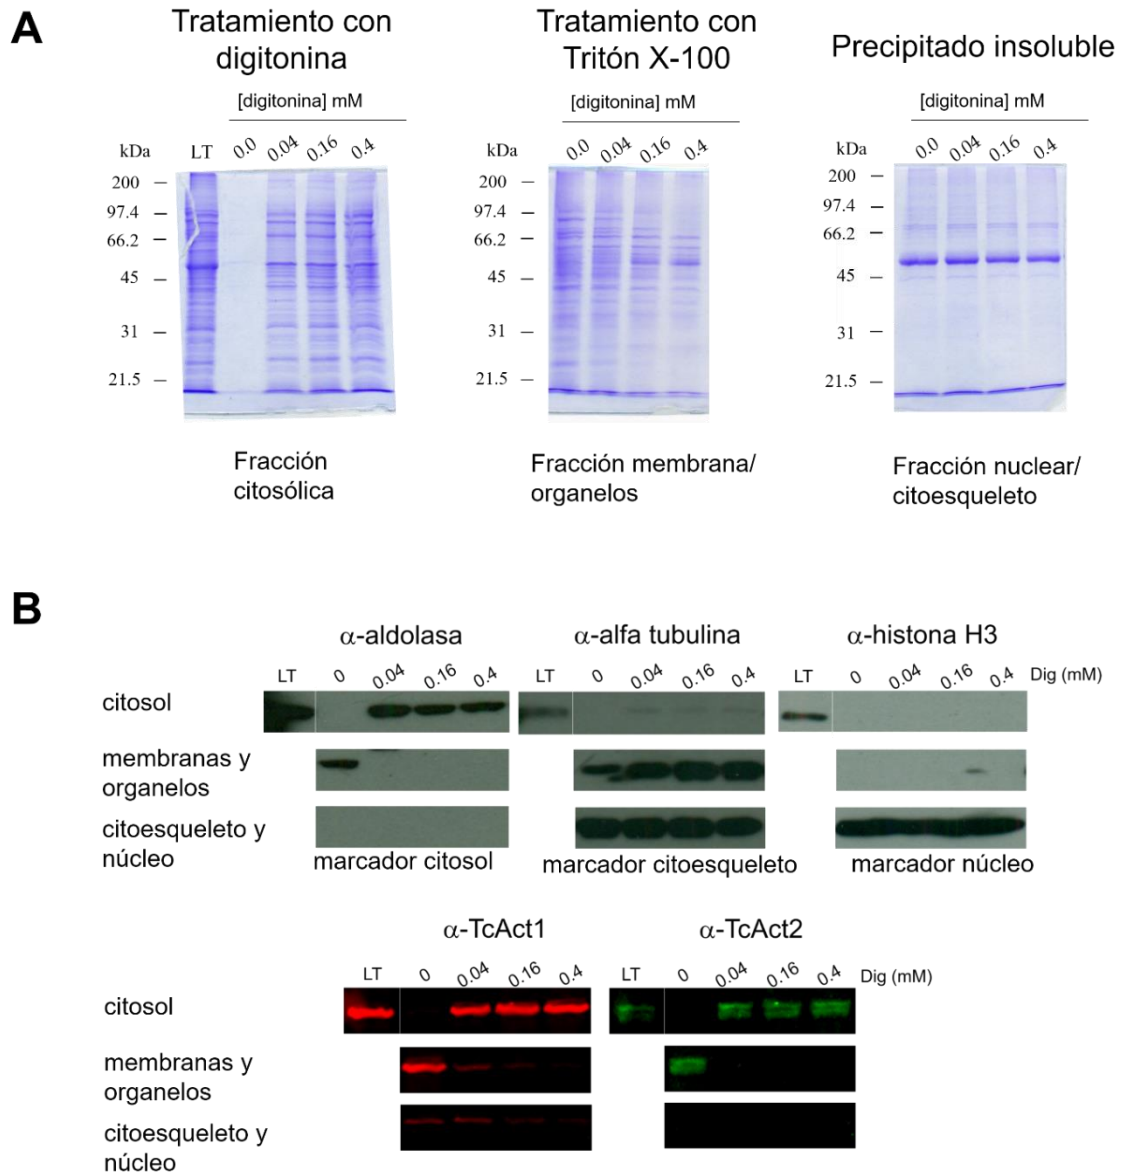 A
Tratamiento con
digitonina
[digitonina] mM
kDa LT 0.0 0.04 0.16 0.4
200
97.4
66.2
45
31
21.5
Fracción
citosólica
Tratamiento con
Tritón X-100
[digitonina] mM
kDa 0.0 0.04 0.16 0.4
200
97.4
66.2
45
31
21.5
Fracción membrana/
organelos
Precipitado insoluble
[digitonina] mM
kDa 0.0 0.04 0.16 0.4
200
97.4
66.2
45
31
21.5
Fracción nuclear/
citoesqueleto
B
α-aldolasa α-alfa tubulina α-histona H3
LT 0 0.04 0.16 0.4 LT 0 0.04 0.16 0.4 LT 0 0.04 0.16 0.4 Dig (mM)
citosol
membranas y
organelos
citoesqueleto y
núcleo
marcador citosol marcador citoesqueleto marcador núcleo
α-TcAct1 α-TcAct2
LT 0 0.04 0.16 0.4 LT 0 0.04 0.16 0.4 Dig (mM)
citosol
membranas y
organelos
citoesqueleto y
núcleo